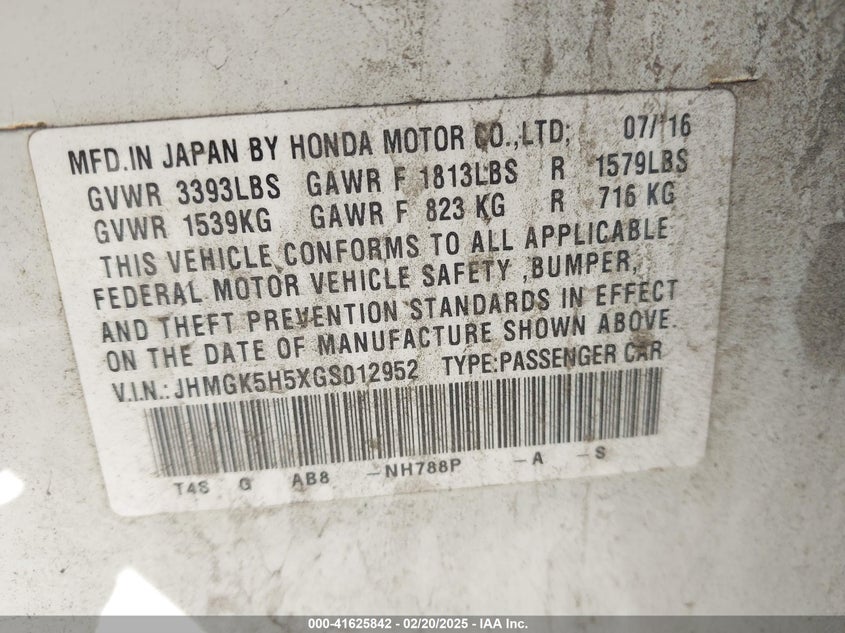 MFD.IN JAPAN BY HONDA MOTOR CO.,LTD; 07/'16
GVWR 3393LBS GAWR F 1813LBS R 1579LBS
GVWR 1539KG GAWR F 823 KG R 716 KG
THIS VEHICLE CONFORMS TO ALL APPLICABLE
FEDERAL MOTOR VEHICLE SAFETY ,BUMPER,
AND THEFT PREVENTION STANDARDS IN EFFECT
ON THE DATE OF MANUFACTURE SHOWN ABOVE.
V.I.N.: JHMGK5H5XGS012952 TYPE:PASSENGER CAR
T4S G AB8 -NH788P -A -S
000-41625842 - 02/20/2025 - IAA Inc.